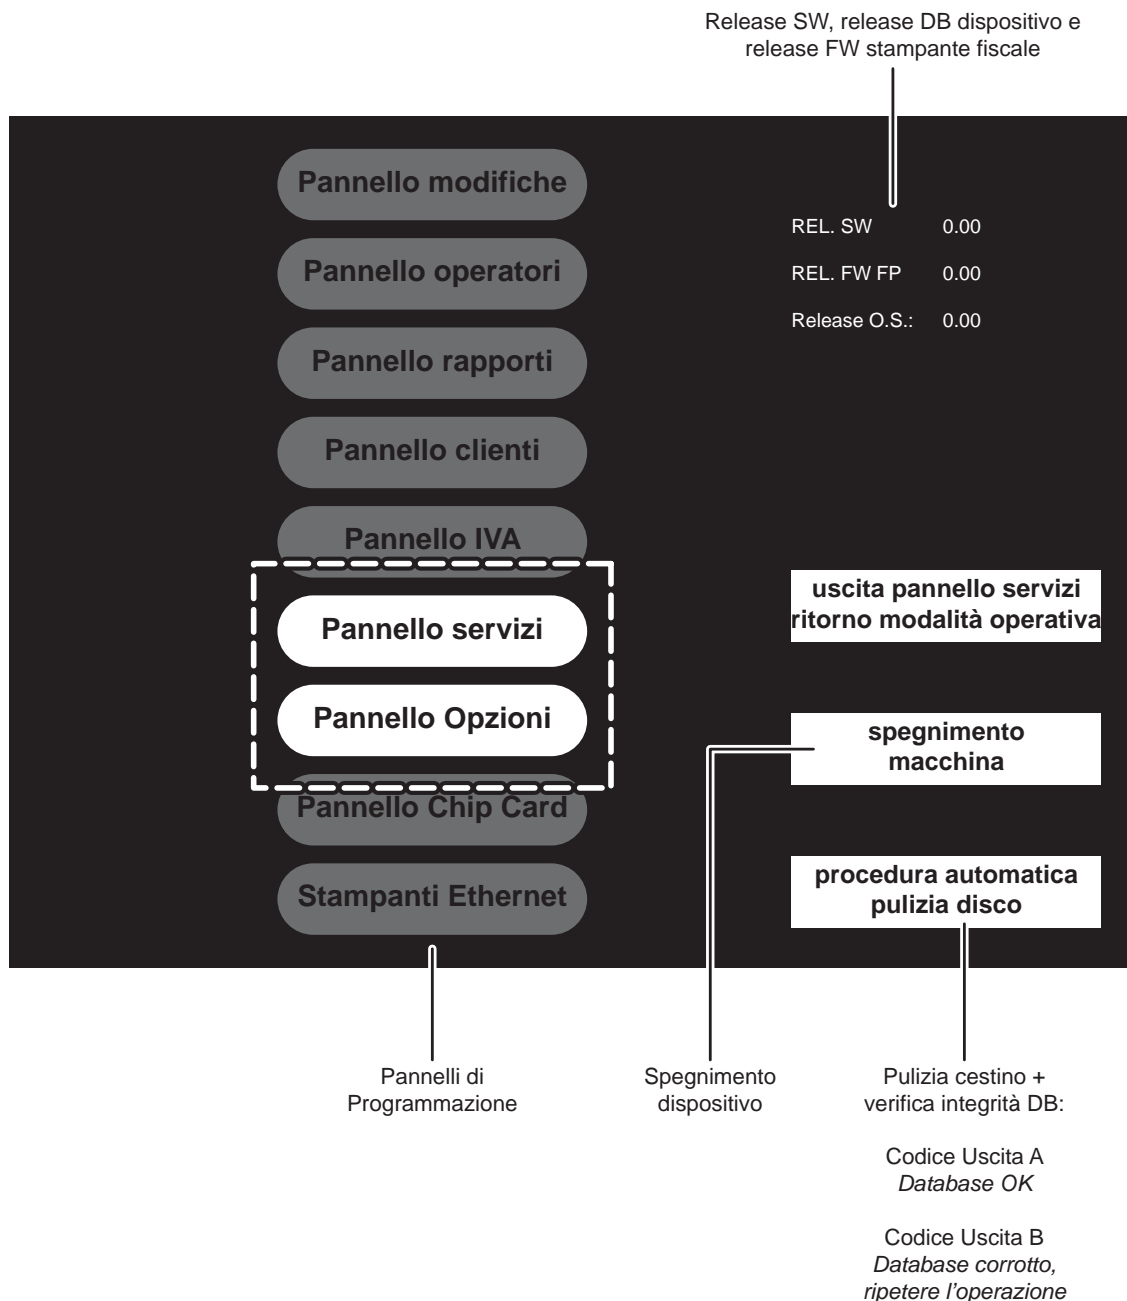 Release SW, release DB dispositivo e
release FW stampante fiscale
Pannello modifiche
Pannello operatori
Pannello rapporti
Pannello clienti
Pannello IVA
Pannello servizi
Pannello Opzioni
Pannello Chip Card
Stampanti Ethernet
REL. SW 0.00
REL. FW FP 0.00
Release O.S.: 0.00
uscita pannello servizi
ritorno modalità operativa
spegnimento
macchina
procedura automatica
pulizia disco
Pannelli di
Programmazione
Spegnimento
dispositivo
Pulizia cestino +
verifica integrità DB:
Codice Uscita A
Database OK
Codice Uscita B
Database corrotto,
ripetere l'operazione